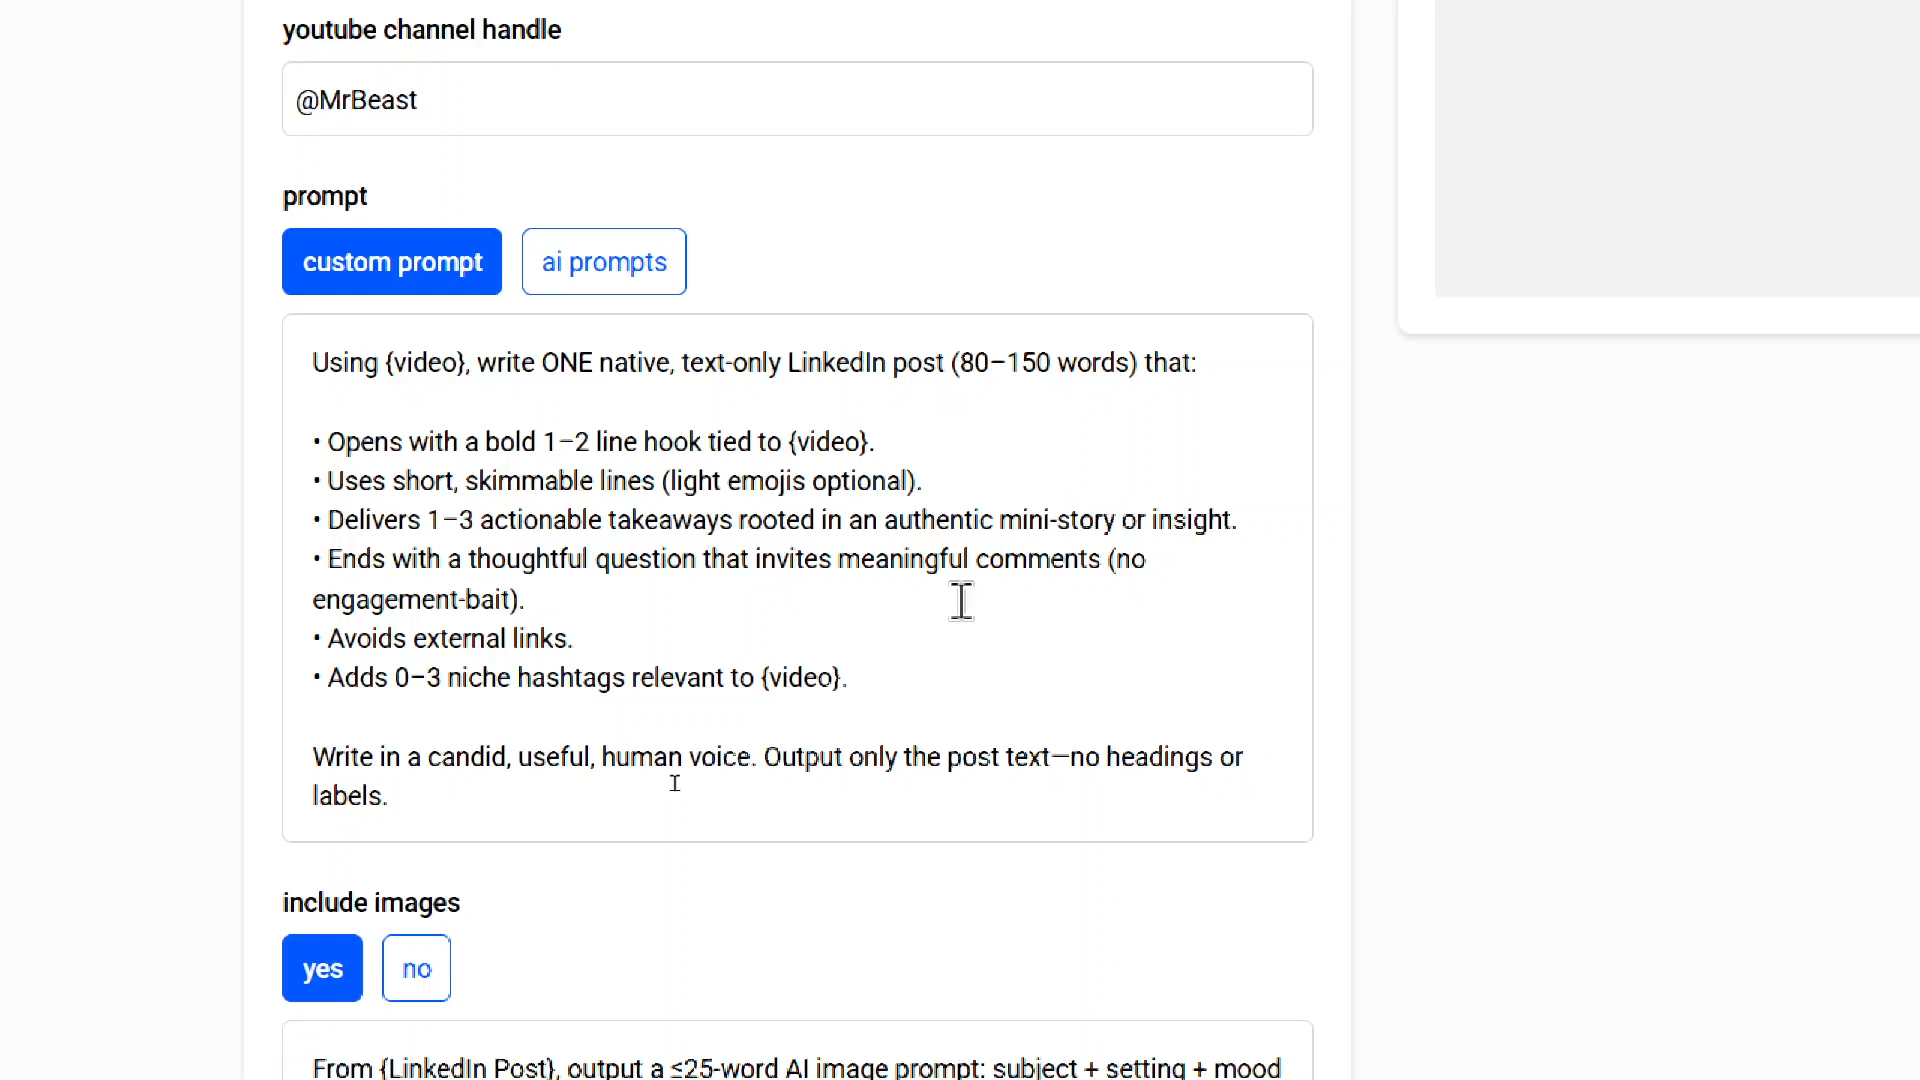 youtube channel handle
@MrBeast
prompt
custom prompt
ai prompts
Using {video}, write ONE native, text-only LinkedIn post (80–150 words) that:
• Opens with a bold 1–2 line hook tied to {video}.
• Uses short, skimmable lines (light emojis optional).
• Delivers 1–3 actionable takeaways rooted in an authentic mini-story or insight.
• Ends with a thoughtful question that invites meaningful comments (no
engagement-bait).
• Avoids external links.
• Adds 0–3 niche hashtags relevant to {video}.
Write in a candid, useful, human voice. Output only the post text—no headings or
labels.
include images
yes
no
From {LinkedIn Post}, output a ≤25-word AI image prompt: subject + setting + mood